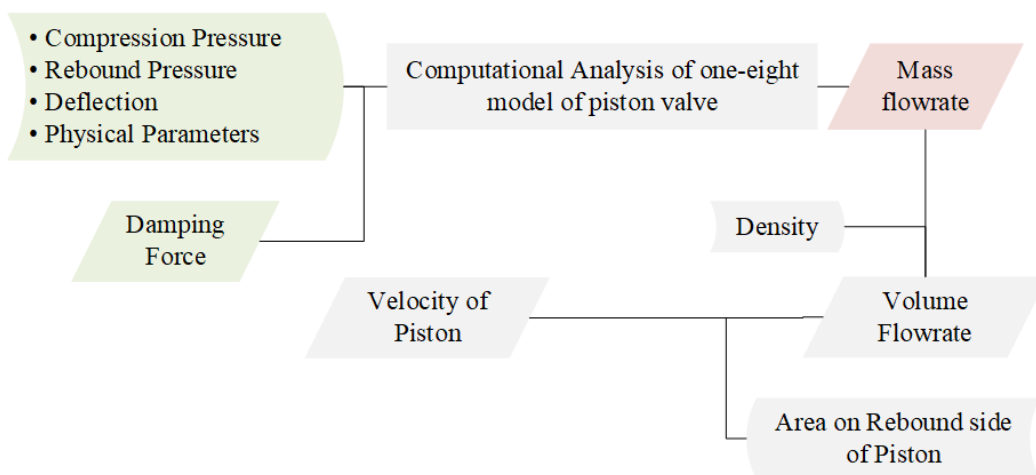 • Compression Pressure
• Rebound Pressure
• Deflection
• Physical Parameters
Computational Analysis of one-eight
model of piston valve
Mass
flowrate
Damping
Force
Density
Velocity of
Piston
Volume
Flowrate
Area on Rebound side
of Piston